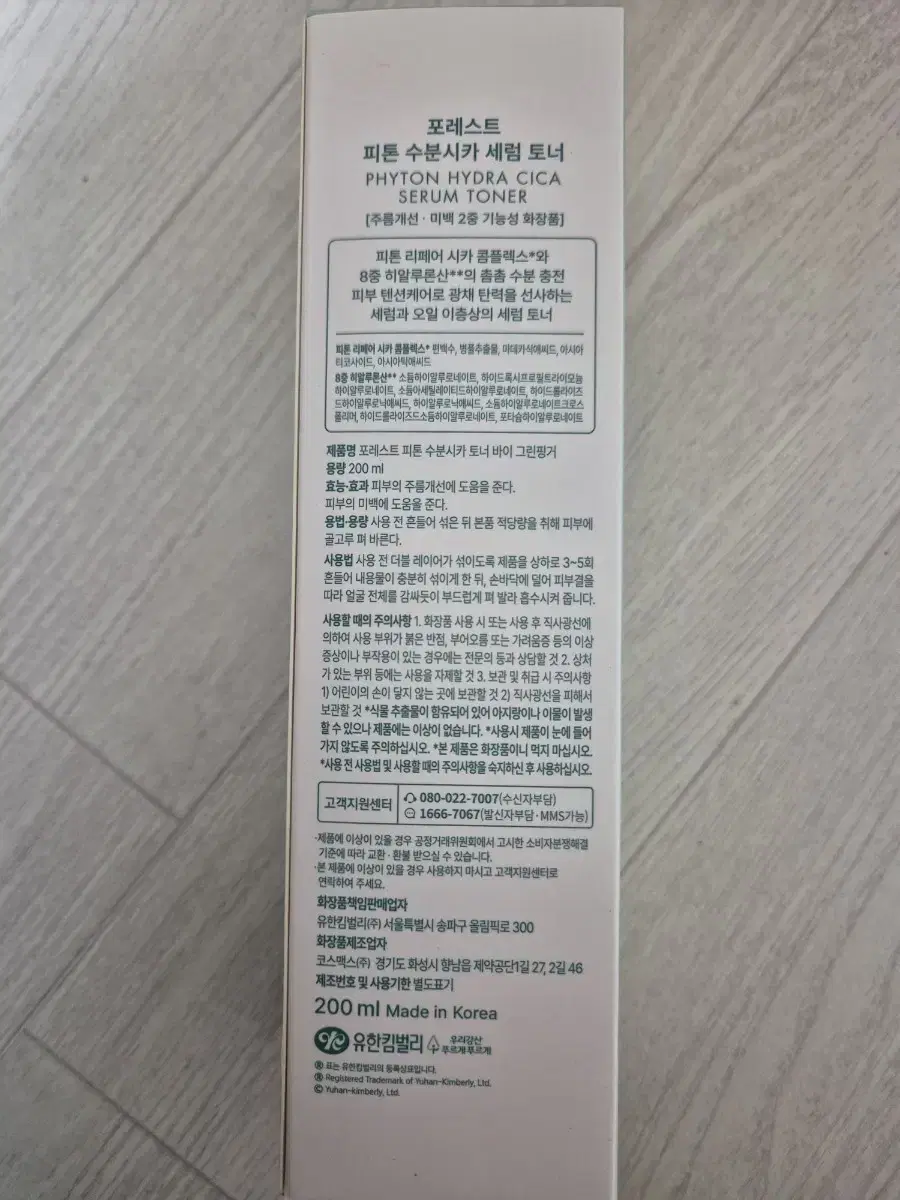 포레스트
피톤 수분시카 세럼 토너
PHYTON HYDRA CICA
SERUM TONER
[주름개선 · 미백 2중 기능성 화장품]
피톤 리페어 시카 콤플렉스*와
8중 히알루론산**의 촘촘 수분 충전
피부 텐션케어로 광채 탄력을 선사하는
세럼과 오일 이층상의 세럼 토너
피톤 리페어 시카 콤플렉스* 편백수, 병풀추출물, 마데카식애씨드, 아시아
티코사이드, 아시아틱애씨드
8중 히알루론산** 소듐하이알루로네이트, 하이드록시프로필트라이모늄
하이알루로네이트, 소듐아세틸레이티드하이알루로네이트, 하이드롤라이즈
드하이알루로닉애씨드, 하이알루로닉애씨드, 소듐하이알루로네이트크로스
폴리머, 하이드롤라이즈드소듐하이알루로네이트, 포타슘하이알루로네이트
제품명 포레스트 피톤 수분시카 토너 바이 그린핑거
용량 200 ml
효능·효과 피부의 주름개선에 도움을 준다.
피부의 미백에 도움을 준다.
용법·용량 사용 전 흔들어 섞은 뒤 본품 적당량을 취해 피부에
골고루 펴 바른다.
사용법 사용 전 더블 레이어가 섞이도록 제품을 상하로 3~5회
흔들어 내용물이 충분히 섞이게 한 뒤, 손바닥에 덜어 피부결을
따라 얼굴 전체를 감싸듯이 부드럽게 펴 발라 흡수시켜 줍니다.
사용할 때의 주의사항 1. 화장품 사용 시 또는 사용 후 직사광선에
의하여 사용 부위가 붉은 반점, 부어오름 또는 가려움증 등의 이상
증상이나 부작용이 있는 경우에는 전문의 등과 상담할 것 2. 상처
가 있는 부위 등에는 사용을 자제할 것 3. 보관 및 취급 시 주의사항
1) 어린이의 손이 닿지 않는 곳에 보관할 것 2) 직사광선을 피해서
보관할 것 *식물 추출물이 함유되어 있어 아지랑이나 이물이 발생
할 수 있으나 제품에는 이상이 없습니다. *사용시 제품이 눈에 들어
가지 않도록 주의하십시오. *본 제품은 화장품이니 먹지 마십시오.
*사용 전 사용법 및 사용할 때의 주의사항을 숙지하신 후 사용하십시오.
고객지원센터
080-022-7007(수신자부담)
1666-7067(발신자부담·MMS가능)
·제품에 이상이 있을 경우 공정거래위원회에서 고시한 소비자분쟁해결
기준에 따라 교환 · 환불 받으실 수 있습니다.
·본 제품에 이상이 있을 경우 사용하지 마시고 고객지원센터로
연락하여 주세요.
화장품책임판매업자
유한킴벌리(주) 서울특별시 송파구 올림픽로 300
화장품제조업자
코스맥스(주) 경기도 화성시 향남읍 제약공단1길 27, 2길 46
제조번호 및 사용기한 별도표기
200 ml Made in Korea
유한킴벌리 우리강산
푸르게 푸르게
® 표는 유한킴벌리의 등록상표입니다.
® Registered Trademark of Yuhan-Kimberly, Ltd.
© Yuhan-kimberly, Ltd.